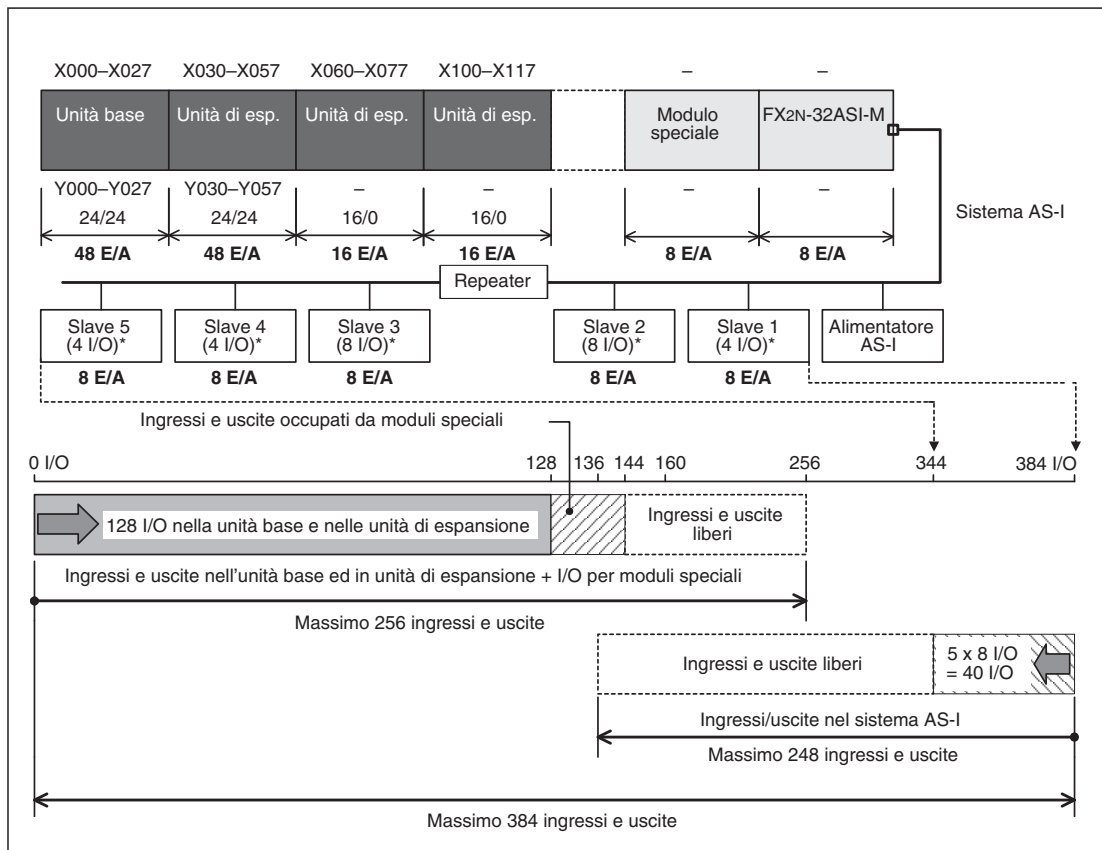 X000–X027 X030–X057 X060–X077 X100–X117 – –
Unità base Unità di esp. Unità di esp. Unità di esp. Modulo speciale FX2N-32ASI-M
Y000–Y027 Y030–Y057 – – – –
24/24 24/24 16/0 16/0
Sistema AS-I
48 E/A 48 E/A 16 E/A 16 E/A 8 E/A 8 E/A
Repeater
Slave 5 Slave 4 Slave 3 Slave 2 Slave 1 Alimentatore
(4 I/O)* (4 I/O)* (8 I/O)* (8 I/O)* (4 I/O)* AS-I
8 E/A 8 E/A 8 E/A 8 E/A 8 E/A
Ingressi e uscite occupati da moduli speciali
0 I/O 128 136 144 160 256 344 384 I/O
128 I/O nella unità base e nelle unità di espansione
Ingressi e uscite
liberi
Ingressi e uscite nell'unità base ed in unità di espansione + I/O per moduli speciali
Massimo 256 ingressi e uscite
Ingressi e uscite liberi
5 x 8 I/O
= 40 I/O
Ingressi/uscite nel sistema AS-I
Massimo 248 ingressi e uscite
Massimo 384 ingressi e uscite